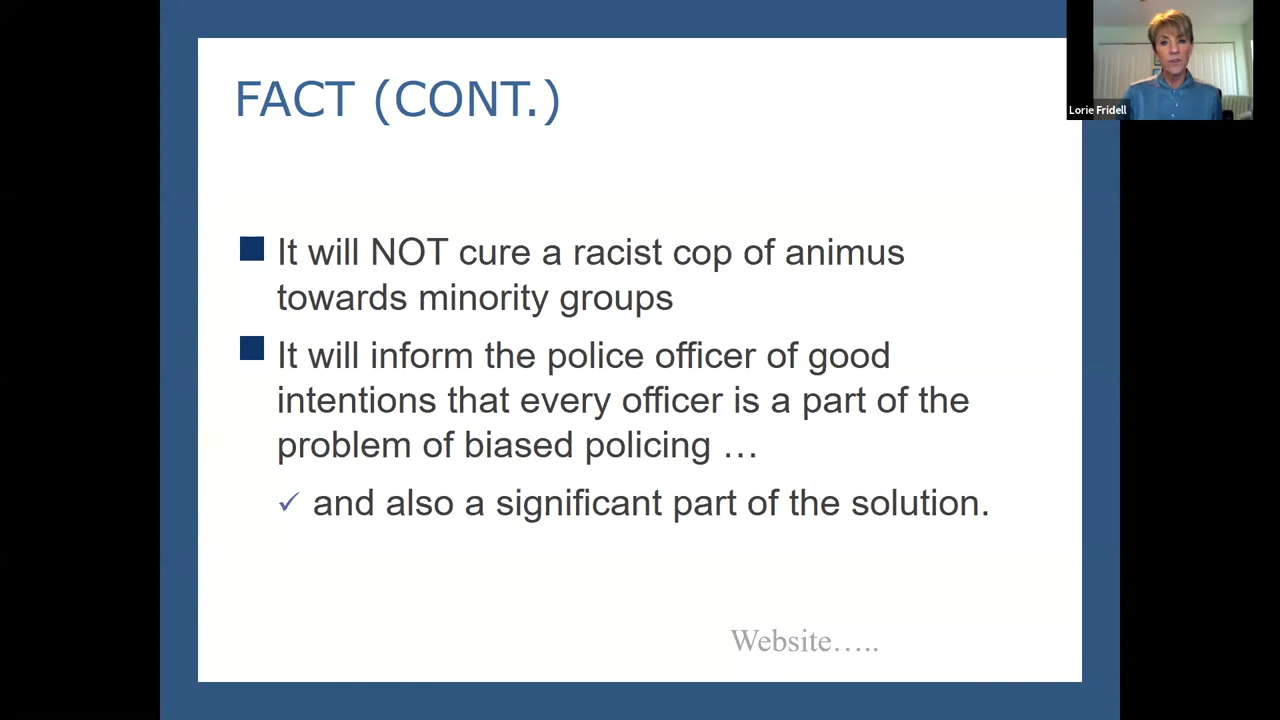 FACT (CONT.)
Lorie Fridell
It will NOT cure a racist cop of animus
towards minority groups
It will inform the police officer of good
intentions that every officer is a part of the
problem of biased policing …
and also a significant part of the solution.
Website…..